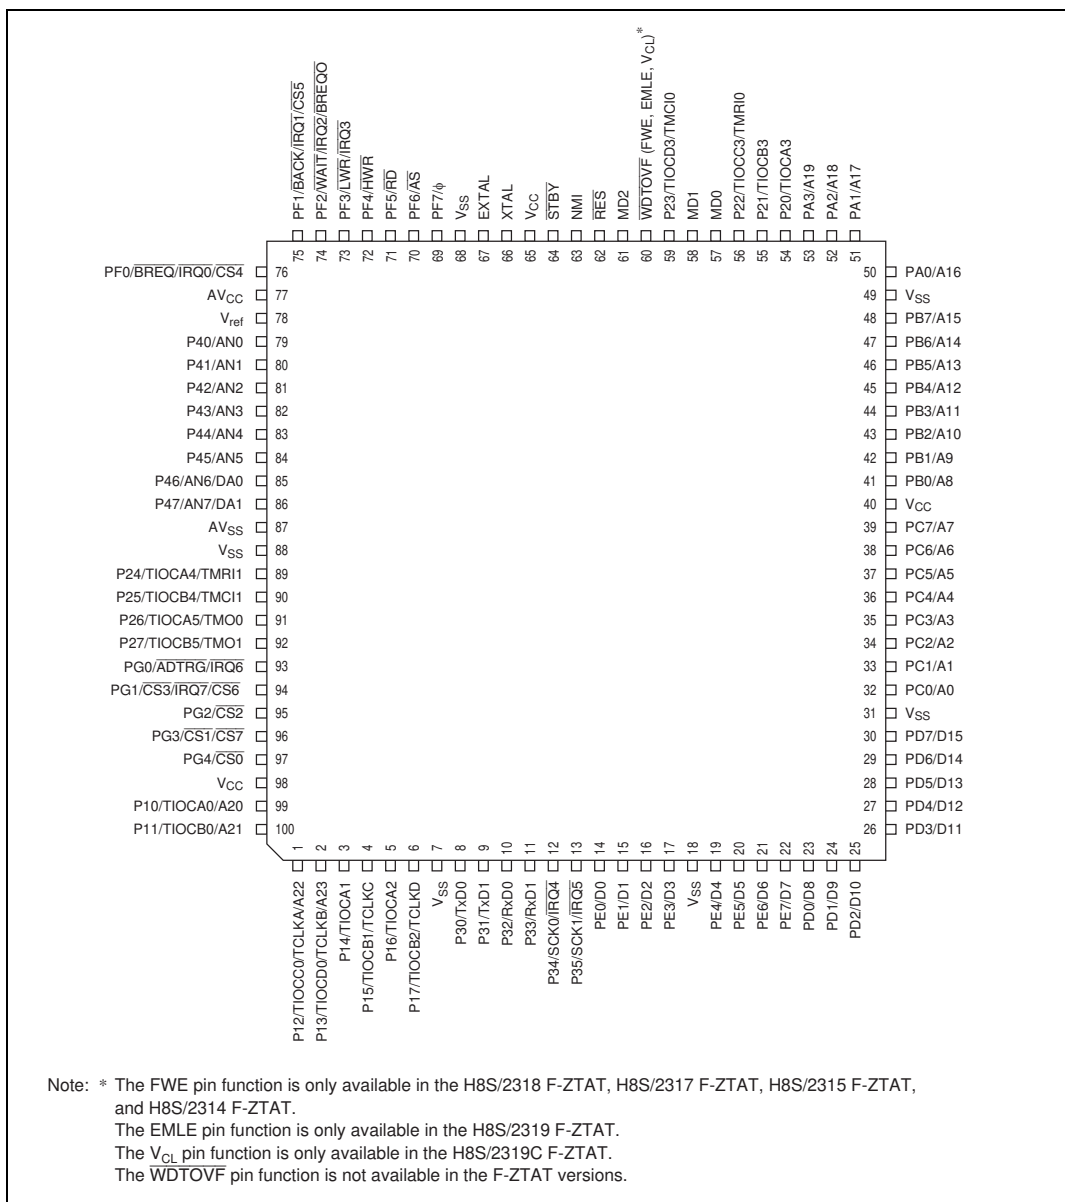 PF1/BACK/IRQ1/CS5
PF2/WAIT/IRQ2/BREQO
PF3/LWR/IRQ3
PF4/HWR
PF5/RD
PF6/AS
PF7/ϕ
VSS
EXTAL
XTAL
VCC
STBY
NMI
RES
MD2
WDTOVF (FWE, EMLE, VCL)*
P23/TIOCD3/TMCI0
MD1
MD0
P22/TIOCC3/TMRI0
P21/TIOCB3
P20/TIOCA3
PA3/A19
PA2/A18
PA1/A17
75 74 73 72 71 70 69 68 67 66 65 64 63 62 61 60 59 58 57 56 55 54 53 52 51
PF0/BREQ/IRQ0/CS4 76
AVCC 77
Vref 78
P40/AN0 79
P41/AN1 80
P42/AN2 81
P43/AN3 82
P44/AN4 83
P45/AN5 84
P46/AN6/DA0 85
P47/AN7/DA1 86
AVSS 87
VSS 88
P24/TIOCA4/TMRI1 89
P25/TIOCB4/TMCI1 90
P26/TIOCA5/TMO0 91
P27/TIOCB5/TMO1 92
PG0/ADTRG/IRQ6 93
PG1/CS3/IRQ7/CS6 94
PG2/CS2 95
PG3/CS1/CS7 96
PG4/CS0 97
VCC 98
P10/TIOCA0/A20 99
P11/TIOCB0/A21 100
50 PA0/A16
49 VSS
48 PB7/A15
47 PB6/A14
46 PB5/A13
45 PB4/A12
44 PB3/A11
43 PB2/A10
42 PB1/A9
41 PB0/A8
40 VCC
39 PC7/A7
38 PC6/A6
37 PC5/A5
36 PC4/A4
35 PC3/A3
34 PC2/A2
33 PC1/A1
32 PC0/A0
31 VSS
30 PD7/D15
29 PD6/D14
28 PD5/D13
27 PD4/D12
26 PD3/D11
1 2 3 4 5 6 7 8 9 10 11 12 13 14 15 16 17 18 19 20 21 22 23 24 25
P12/TIOCC0/TCLKA/A22
P13/TIOCD0/TCLKB/A23
P14/TIOCA1
P15/TIOCB1/TCLKC
P16/TIOCA2
P17/TIOCB2/TCLKD
VSS
P30/TxD0
P31/TxD1
P32/RxD0
P33/RxD1
P34/SCK0/IRQ4
P35/SCK1/IRQ5
PE0/D0
PE1/D1
PE2/D2
PE3/D3
VSS
PE4/D4
PE5/D5
PE6/D6
PE7/D7
PD0/D8
PD1/D9
PD2/D10
Note: * The FWE pin function is only available in the H8S/2318 F-ZTAT, H8S/2317 F-ZTAT, H8S/2315 F-ZTAT,
and H8S/2314 F-ZTAT.
The EMLE pin function is only available in the H8S/2319 F-ZTAT.
The VCL pin function is only available in the H8S/2319C F-ZTAT.
The WDTOVF pin function is not available in the F-ZTAT versions.